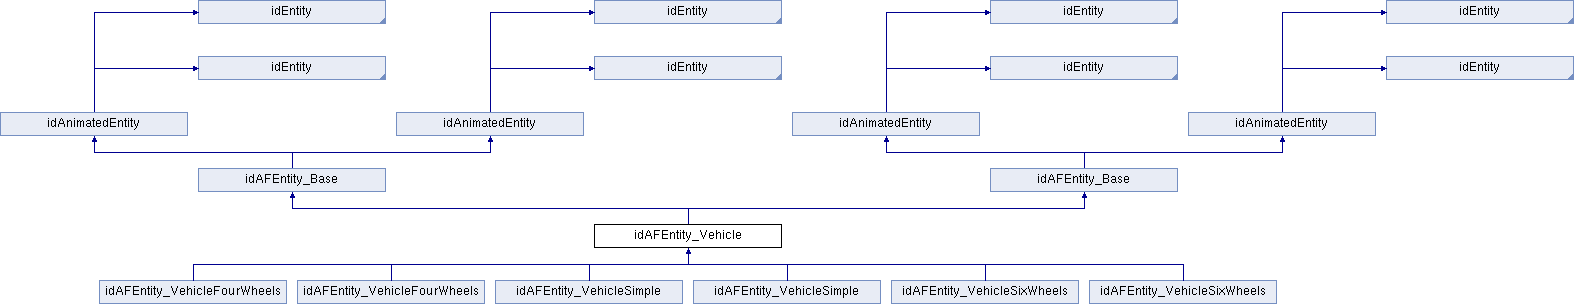 idEntity
idEntity
idEntity
idEntity
idEntity
idEntity
idEntity
idEntity
idAnimatedEntity
idAnimatedEntity
idAnimatedEntity
idAnimatedEntity
idAFEntity_Base
idAFEntity_Base
idAFEntity_Vehicle
idAFEntity_VehicleFourWheels
idAFEntity_VehicleFourWheels
idAFEntity_VehicleSimple
idAFEntity_VehicleSimple
idAFEntity_VehicleSixWheels
idAFEntity_VehicleSixWheels